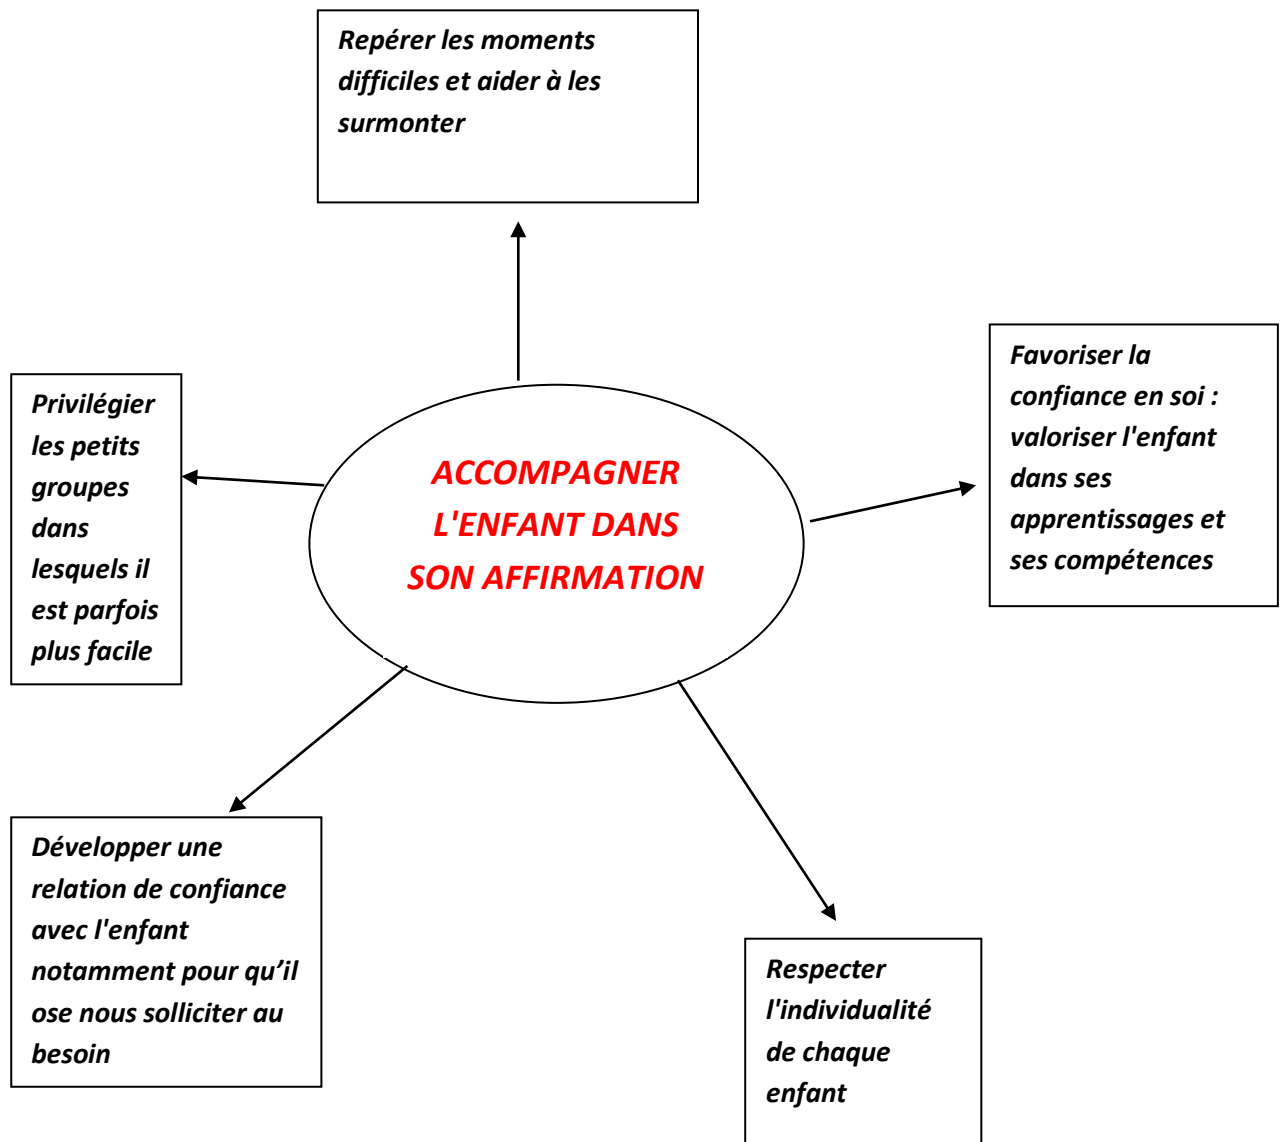 Repérer les moments
difficiles et aider à les
surmonter
Favoriser la
confiance en soi :
valoriser l'enfant
dans ses
apprentissages et
ses compétences
Privilégier
les petits
groupes
dans
lesquels il
est parfois
plus facile
ACCOMPAGNER
L'ENFANT DANS
SON AFFIRMATION
Développer une
relation de confiance
avec l'enfant
notamment pour qu’il
ose nous solliciter au
besoin
Respecter
l'individualité
de chaque
enfant